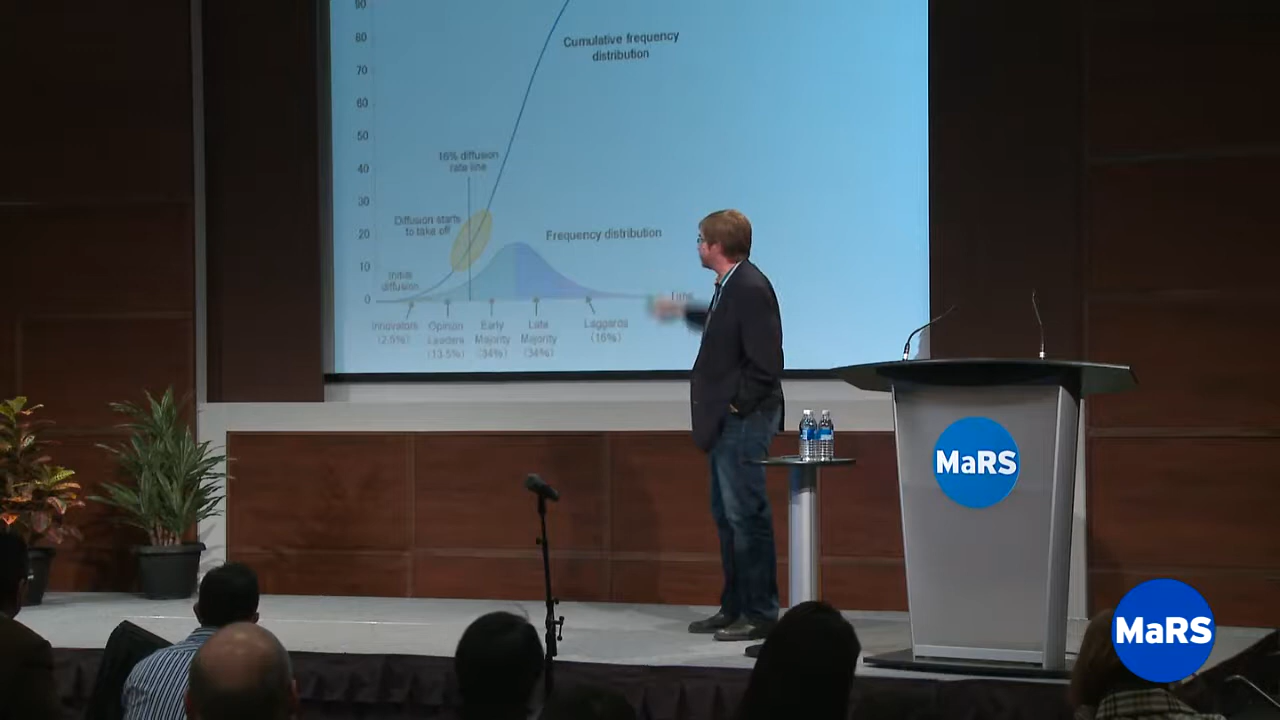 90
80
Cumulative frequency
distribution
70
60
50
16% diffusion
rate line
40
30
Diffusion starts
to take off
20
Frequency distribution
10
Initial
diffusion
0
Time
Innovators
(2.5%)
Opinion
Leaders
(13.5%)
Early
Majority
(34%)
Late
Majority
(34%)
Laggards
(16%)
MaRS
MaRS